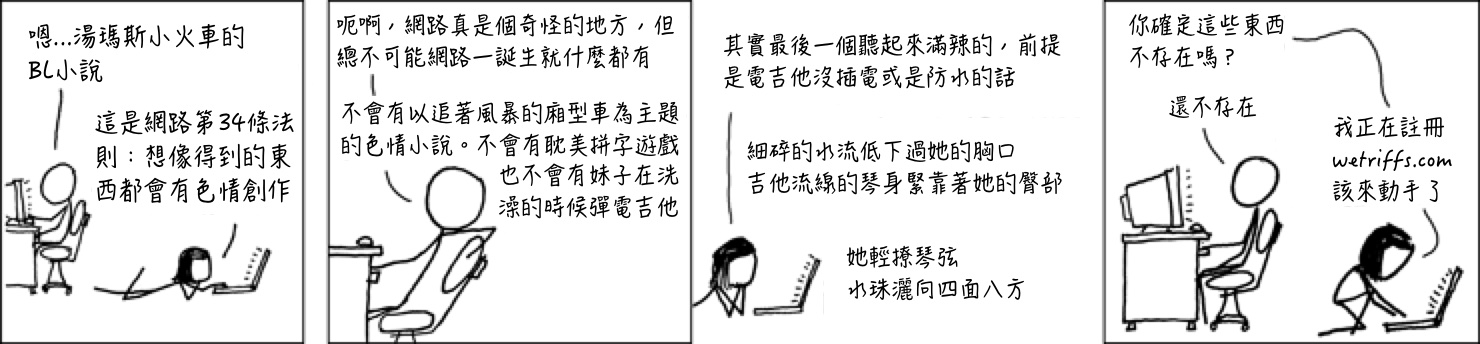 嗯...湯瑪斯小火車的
BL小說
這是網路第34條法
則：想像得到的東
西都會有色情創作
呃啊，網路真是個奇怪的地方，但
總不可能網路一誕生就什麼都有
不會有以追著風暴的廂型車為主題
的色情小說。不會有耽美拼字遊戲
也不會有妹子在洗
澡的時候彈電吉他
其實最後一個聽起來滿辣的，前提
是電吉他沒插電或是防水的話
細碎的水流低下過她的胸口
吉他流線的琴身緊靠著她的臀部
她輕撩琴弦
水珠灑向四面八方
你確定這些東西
不存在嗎？
還不存在
我正在註冊
wetriffs.com
該來動手了